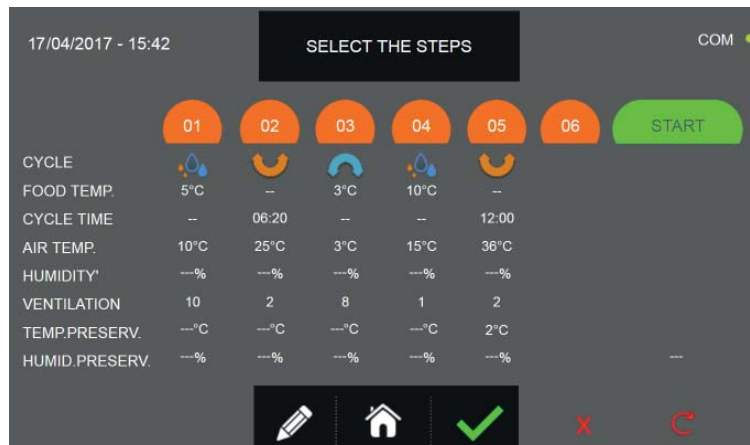 17/04/2017 - 15:42 SELECT THE STEPS COM
01 02 03 04 05 06 START
CYCLE
FOOD TEMP. 5°C -- 3°C 10°C --
CYCLE TIME -- 06:20 -- -- 12:00
AIR TEMP. 10°C 25°C 3°C 15°C 36°C
HUMIDITY' ---% ---% ---% ---% ---%
VENTILATION 10 2 8 1 2
TEMP.PRESERV. ---°C ---°C ---°C ---°C 2°C
HUMID.PRESERV. ---% ---% ---% ---% ---% ---
X